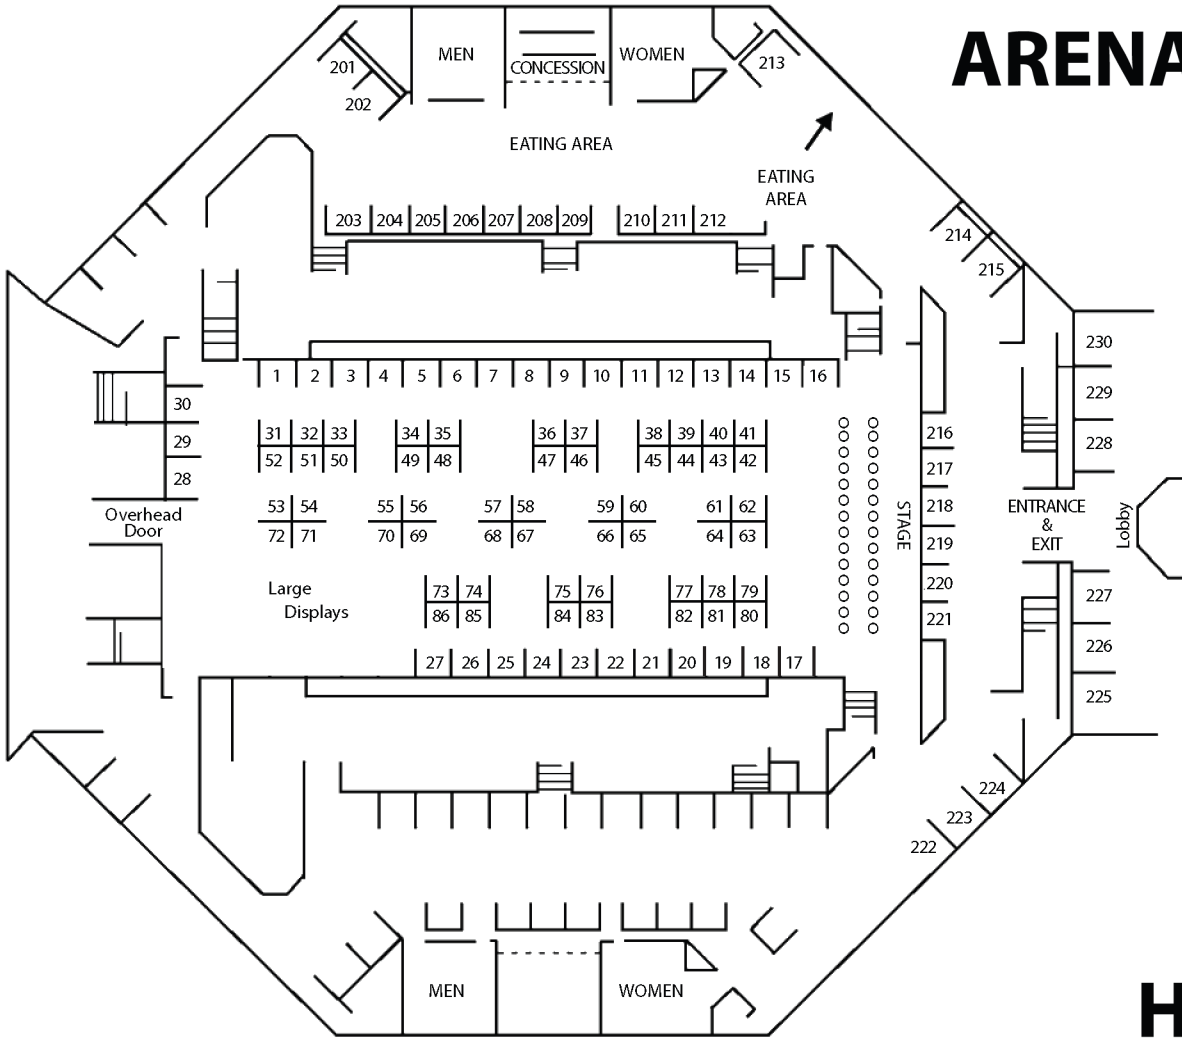 ARENA
MEN
CONCESSION
WOMEN
201
202
213
EATING AREA
EATING
AREA
203 204 205 206 207 208 209 210 211 212
214
215
230
229
228
1 2 3 4 5 6 7 8 9 10 11 12 13 14 15 16
30
29
28
31 32 33 34 35 36 37 38 39 40 41
52 51 50 49 48 47 46 45 44 43 42
216
217
218
219
220
221
STAGE
Overhead
Door
53 54 55 56 57 58 59 60 61 62
72 71 70 69 68 67 66 65 64 63
ENTRANCE
&
EXIT
Lobby
Large
Displays
73 74 75 76 77 78 79
86 85 84 83 82 81 80
227
226
225
27 26 25 24 23 22 21 20 19 18 17
224
223
222
MEN
WOMEN
H